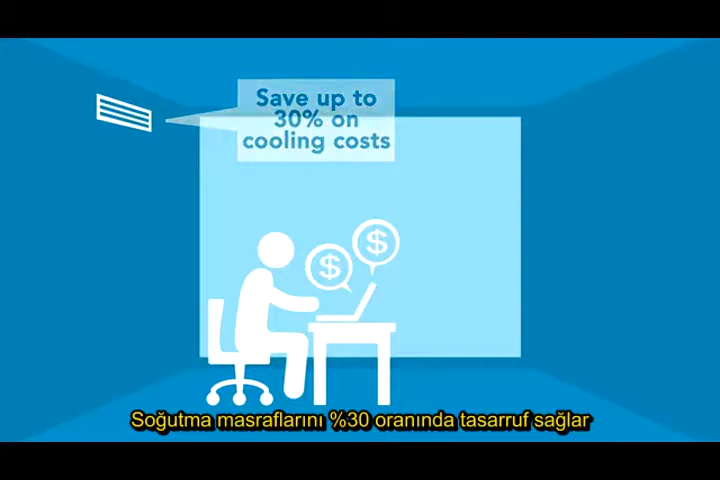 Save up to
30% on
cooling costs
$
$
Soğutma masraflarını %30 oranında tasarruf sağlar